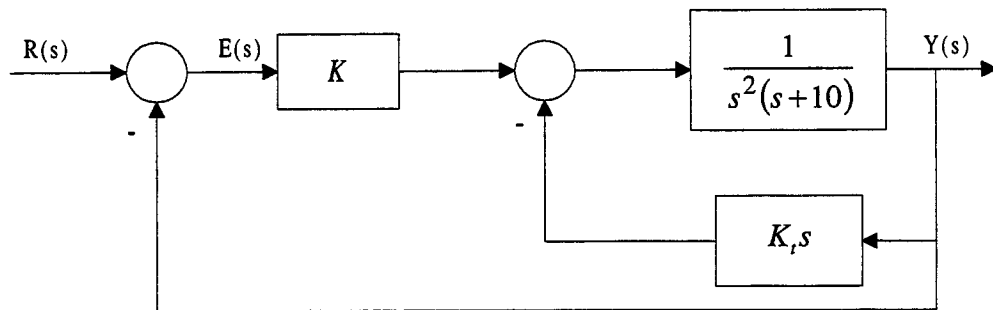 R(s)
E(s)
K
1
s²(s+10)
Y(s)
-
-
Kₜs